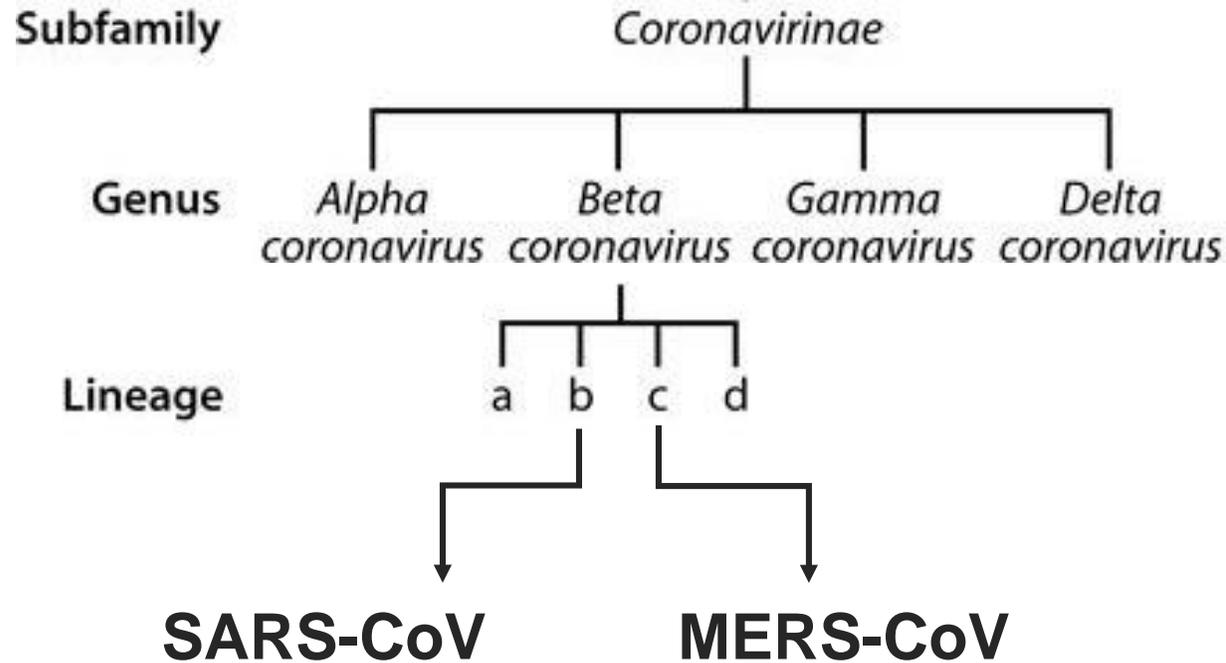 Subfamily Coronavirinae
Genus Alpha coronavirus Beta coronavirus Gamma coronavirus Delta coronavirus
Lineage a b c d
SARS-CoV MERS-CoV